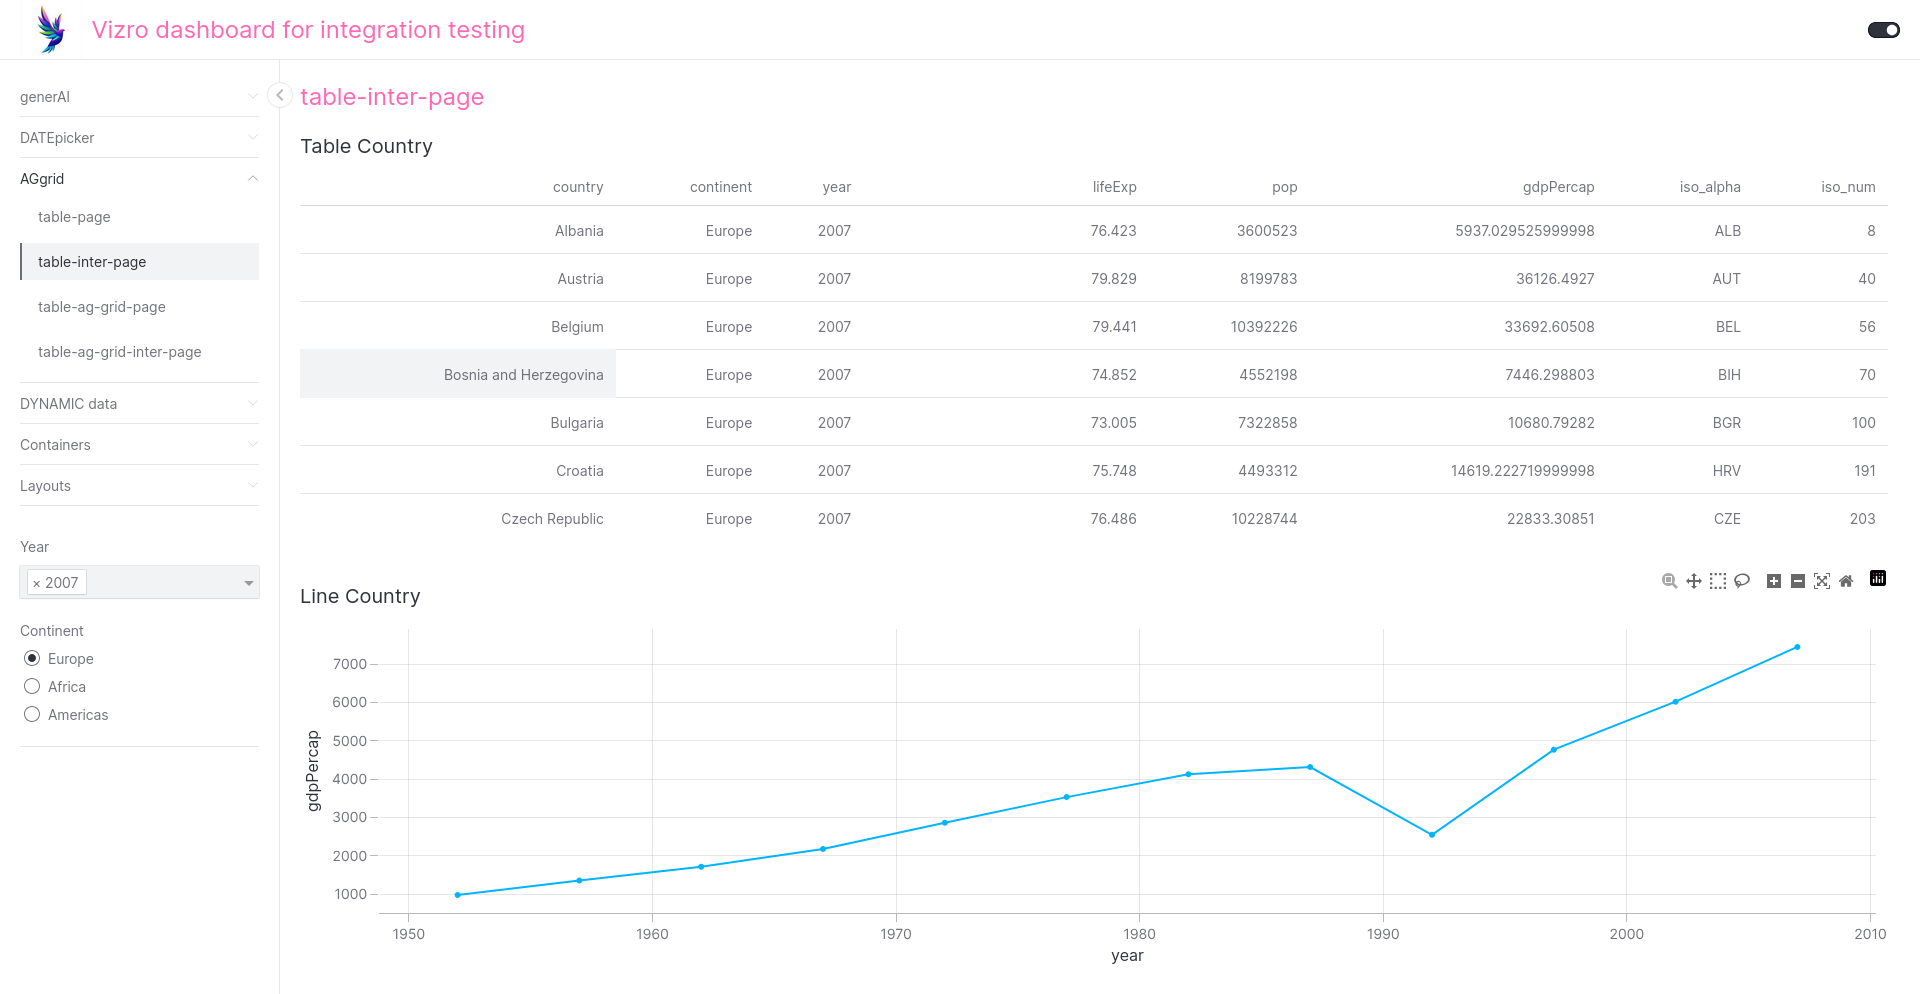 Vizro dashboard for integration testing
generAI
DATEpicker
AGgrid
table-page
table-inter-page
table-ag-grid-page
table-ag-grid-inter-page
DYNAMIC data
Containers
Layouts
Year
× 2007
Continent
Europe
Africa
Americas
table-inter-page
Table Country
country continent year lifeExp pop gdpPercap iso_alpha iso_num
Albania Europe 2007 76.423 3600523 5937.029525999998 ALB 8
Austria Europe 2007 79.829 8199783 36126.4927 AUT 40
Belgium Europe 2007 79.441 10392226 33692.60508 BEL 56
Bosnia and Herzegovina Europe 2007 74.852 4552198 7446.298803 BIH 70
Bulgaria Europe 2007 73.005 7322858 10680.79282 BGR 100
Croatia Europe 2007 75.748 4493312 14619.222719999998 HRV 191
Czech Republic Europe 2007 76.486 10228744 22833.30851 CZE 203
Line Country
7000
6000
5000
4000
3000
2000
1000
gdpPercap
1950 1960 1970 1980 1990 2000 2010
year